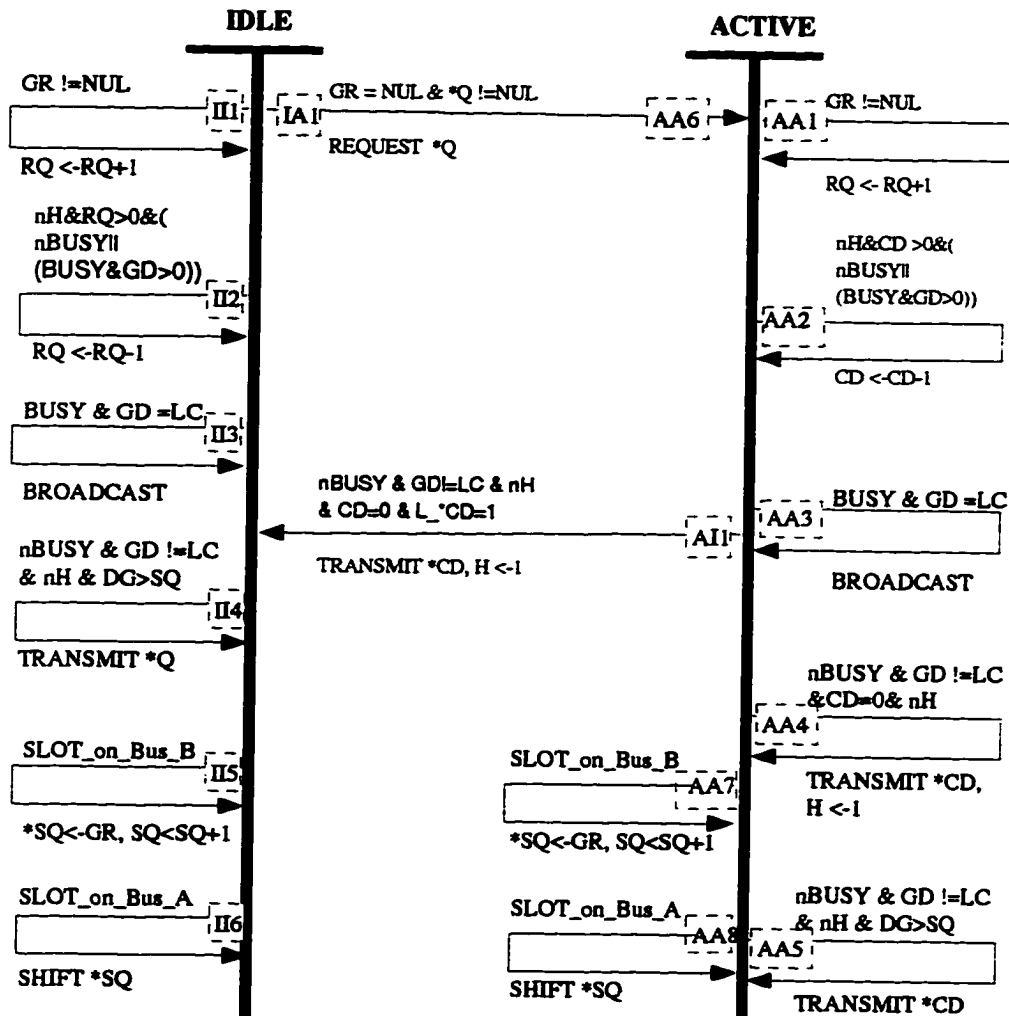 IDLE
ACTIVE
GR !=NUL
II1
RQ <-RQ+1
IA1
GR = NUL & *Q !=NUL
REQUEST *Q
AA6
AA1
GR !=NUL
RQ <- RQ+1
nH&RQ>0&(
nBUSY||
(BUSY&GD>0))
II2
RQ <-RQ-1
nH&CD >0&(
nBUSY||
(BUSY&GD>0))
AA2
CD <-CD-1
BUSY & GD =LC
II3
BROADCAST
nBUSY & GD!=LC & nH
& CD=0 & L_*CD=1
AI1
TRANSMIT *CD, H <-1
BUSY & GD =LC
AA3
BROADCAST
nBUSY & GD !=LC
& nH & DG>SQ
II4
TRANSMIT *Q
nBUSY & GD !=LC
&CD=0& nH
AA4
TRANSMIT *CD,
H <-1
SLOT_on_Bus_B
II5
*SQ<-GR, SQ<SQ+1
SLOT_on_Bus_B
AA7
*SQ<-GR, SQ<SQ+1
SLOT_on_Bus_A
II6
SHIFT *SQ
SLOT_on_Bus_A
AA8
SHIFT *SQ
nBUSY & GD !=LC
& nH & DG>SQ
AA5
TRANSMIT *CD